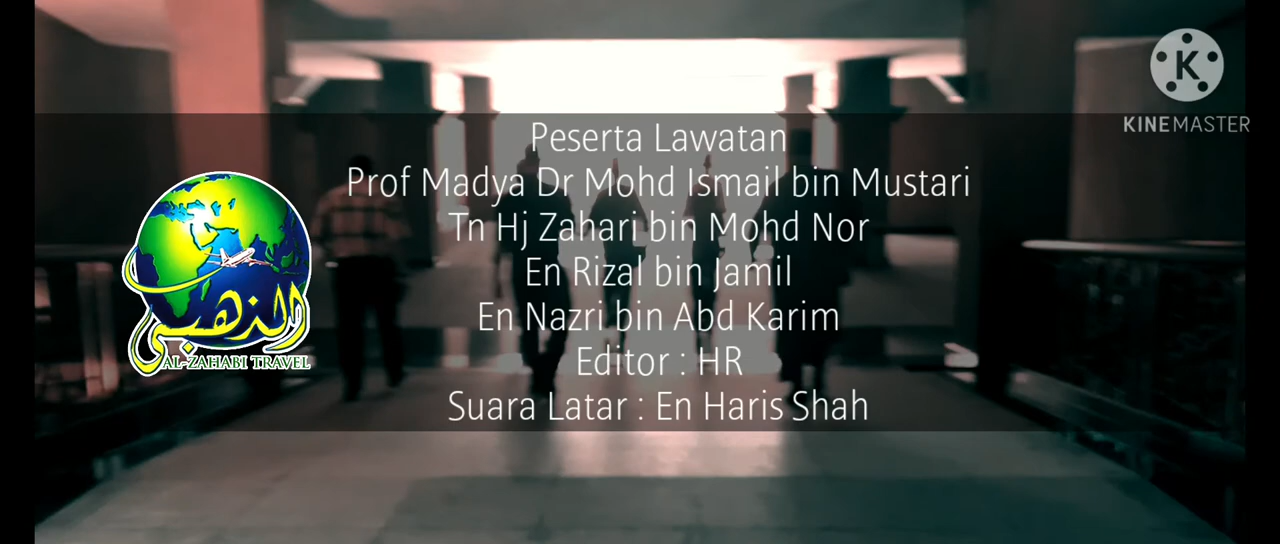 Peserta Lawatan
Prof Madya Dr Mohd Ismail bin Mustari
Tn Hj Zahari bin Mohd Nor
En Rizal bin Jamil
En Nazri bin Abd Karim
Editor : HR
Suara Latar : En Haris Shah
الذهبي
AL-ZAHABI TRAVEL
K
KINEMASTER